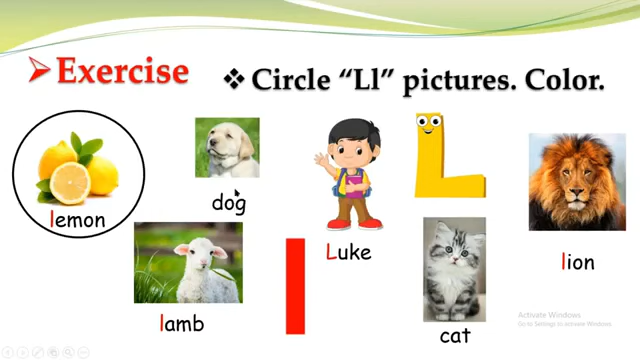 Exercise
Circle “Ll” pictures. Color.
L
lemon
dog
Luke
lion
lamb
l
cat
Activate Windows
Go to Settings to activate Windows.